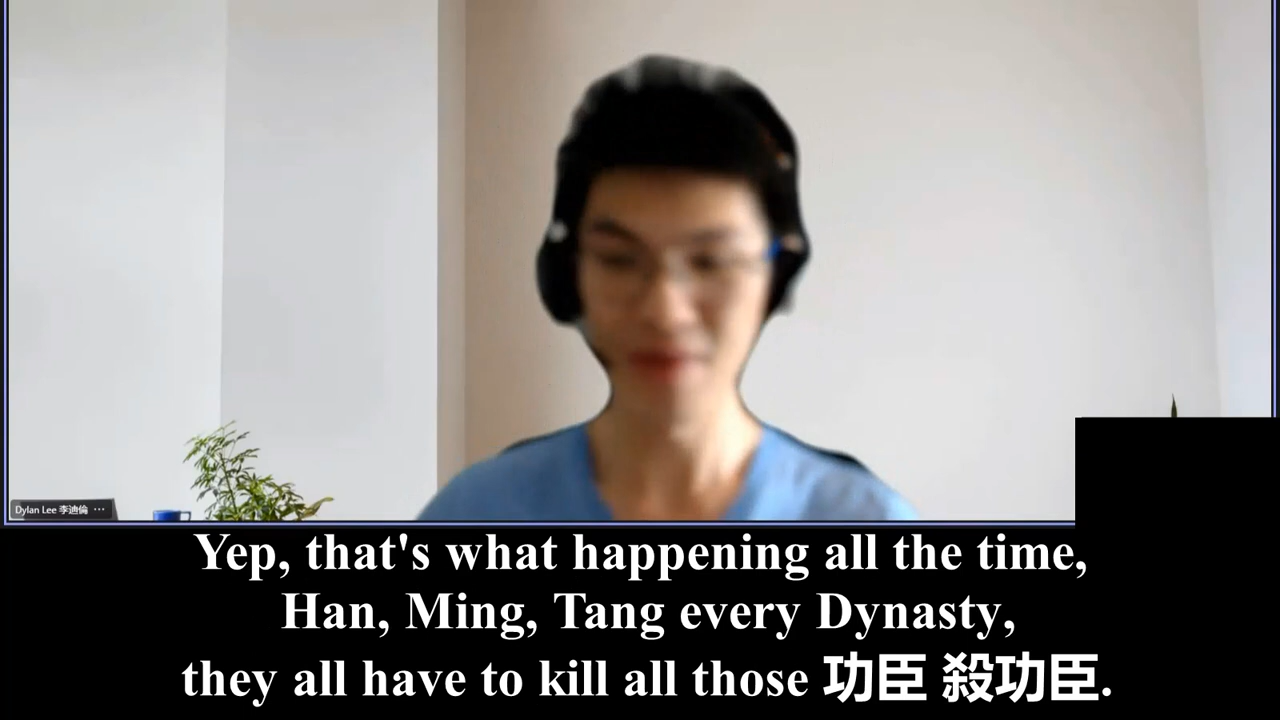 Dylan Lee 李迪倫 ...
Yep, that's what happening all the time,
Han, Ming, Tang every Dynasty,
they all have to kill all those 功臣 殺功臣.